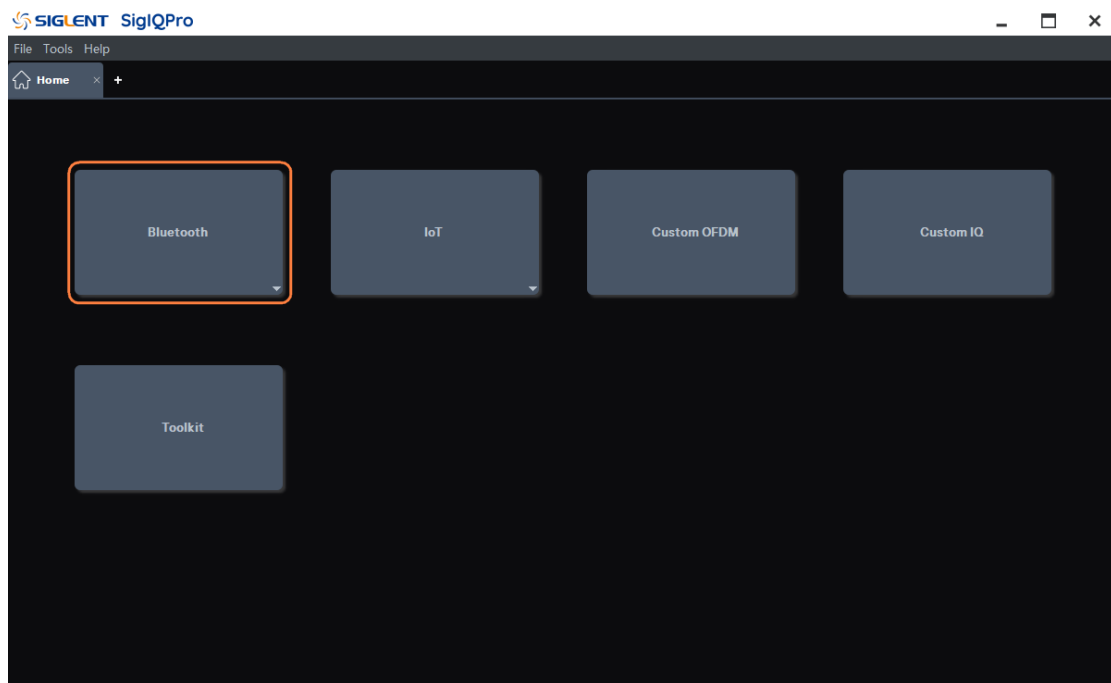 SIGLENT SigIQPro
File Tools Help
Home × +
Bluetooth
IoT
Custom OFDM
Custom IQ
Toolkit